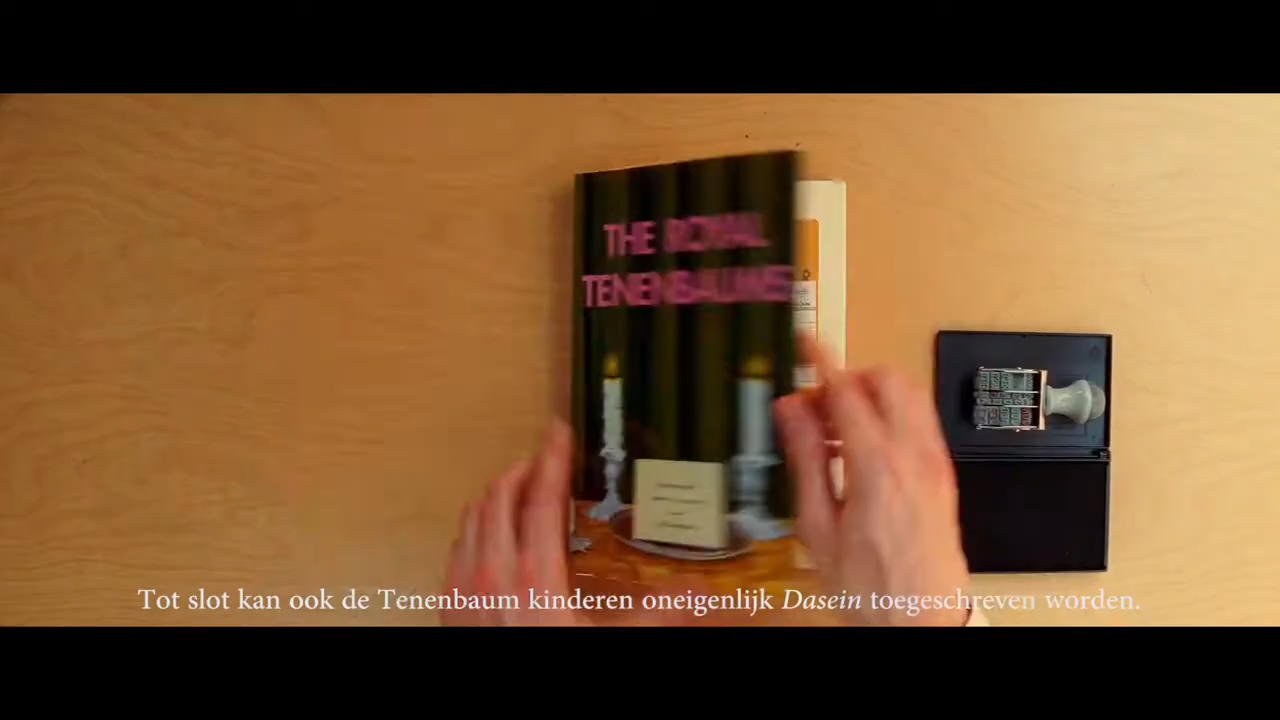 THE ROYAL
TENENBAUMS
Tot slot kan ook de Tenenbaum kinderen oneigenlijk Dasein toegeschreven worden.